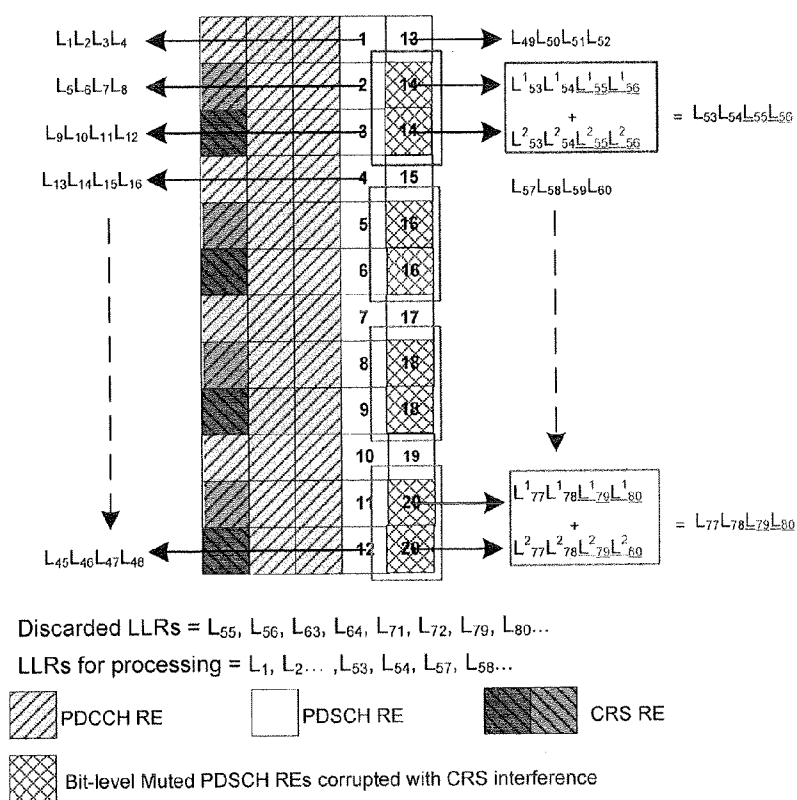 L₁L₂L₃L₄ 1 13 L₄₉L₅₀L₅₁L₅₂
L₅L₆L₇L₈ 2 14 L¹₅₃L¹₅₄L¹₅₅L¹₅₆
+
= L₅₃L₅₄L₅₅L₅₆
L₉L₁₀L₁₁L₁₂ 3 14 L²₅₃L²₅₄L²₅₅L²₅₆
L₁₃L₁₄L₁₅L₁₆ 4 15 L₅₇L₅₈L₅₉L₆₀
5 16
6 16
7 17
8 18
9 18
10 19
11 20 L¹₇₇L¹₇₈L¹₇₉L¹₈₀
+
= L₇₇L₇₈L₇₉L₈₀
L₄₅L₄₆L₄₇L₄₈ 12 20 L²₇₇L²₇₈L²₇₉L²₈₀
Discarded LLRs = L₅₅, L₅₆, L₆₃, L₆₄, L₇₁, L₇₂, L₇₉, L₈₀...
LLRs for processing = L₁, L₂... ,L₅₃, L₅₄, L₅₇, L₅₈...
PDCCH RE PDSCH RE CRS RE
Bit-level Muted PDSCH REs corrupted with CRS interference